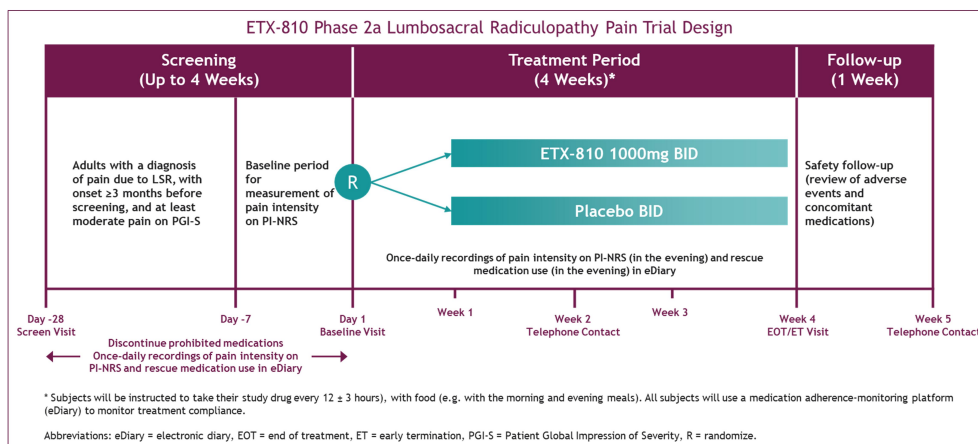 ETX-810 Phase 2a Lumbosacral Radiculopathy Pain Trial Design
Screening
(Up to 4 Weeks)
Treatment Period
(4 Weeks)*
Follow-up
(1 Week)
Adults with a diagnosis
of pain due to LSR, with
onset ≥3 months before
screening, and at least
moderate pain on PGI-S
Baseline period
for
measurement of
pain intensity
on PI-NRS
R
ETX-810 1000mg BID
Placebo BID
Safety follow-up
(review of adverse
events and
concomitant
medications)
Once-daily recordings of pain intensity on PI-NRS (in the evening) and rescue
medication use (in the evening) in eDiary
Day -28
Screen Visit
Day -7
Day 1
Baseline Visit
Week 1
Week 2
Telephone Contact
Week 3
Week 4
EOT/ET Visit
Week 5
Telephone Contact
Discontinue prohibited medications
Once-daily recordings of pain intensity on
PI-NRS and rescue medication use in eDiary
* Subjects will be instructed to take their study drug every 12 ± 3 hours), with food (e.g. with the morning and evening meals). All subjects will use a medication adherence-monitoring platform
(eDiary) to monitor treatment compliance.
Abbreviations: eDiary = electronic diary, EOT = end of treatment, ET = early termination, PGI-S = Patient Global Impression of Severity, R = randomize.